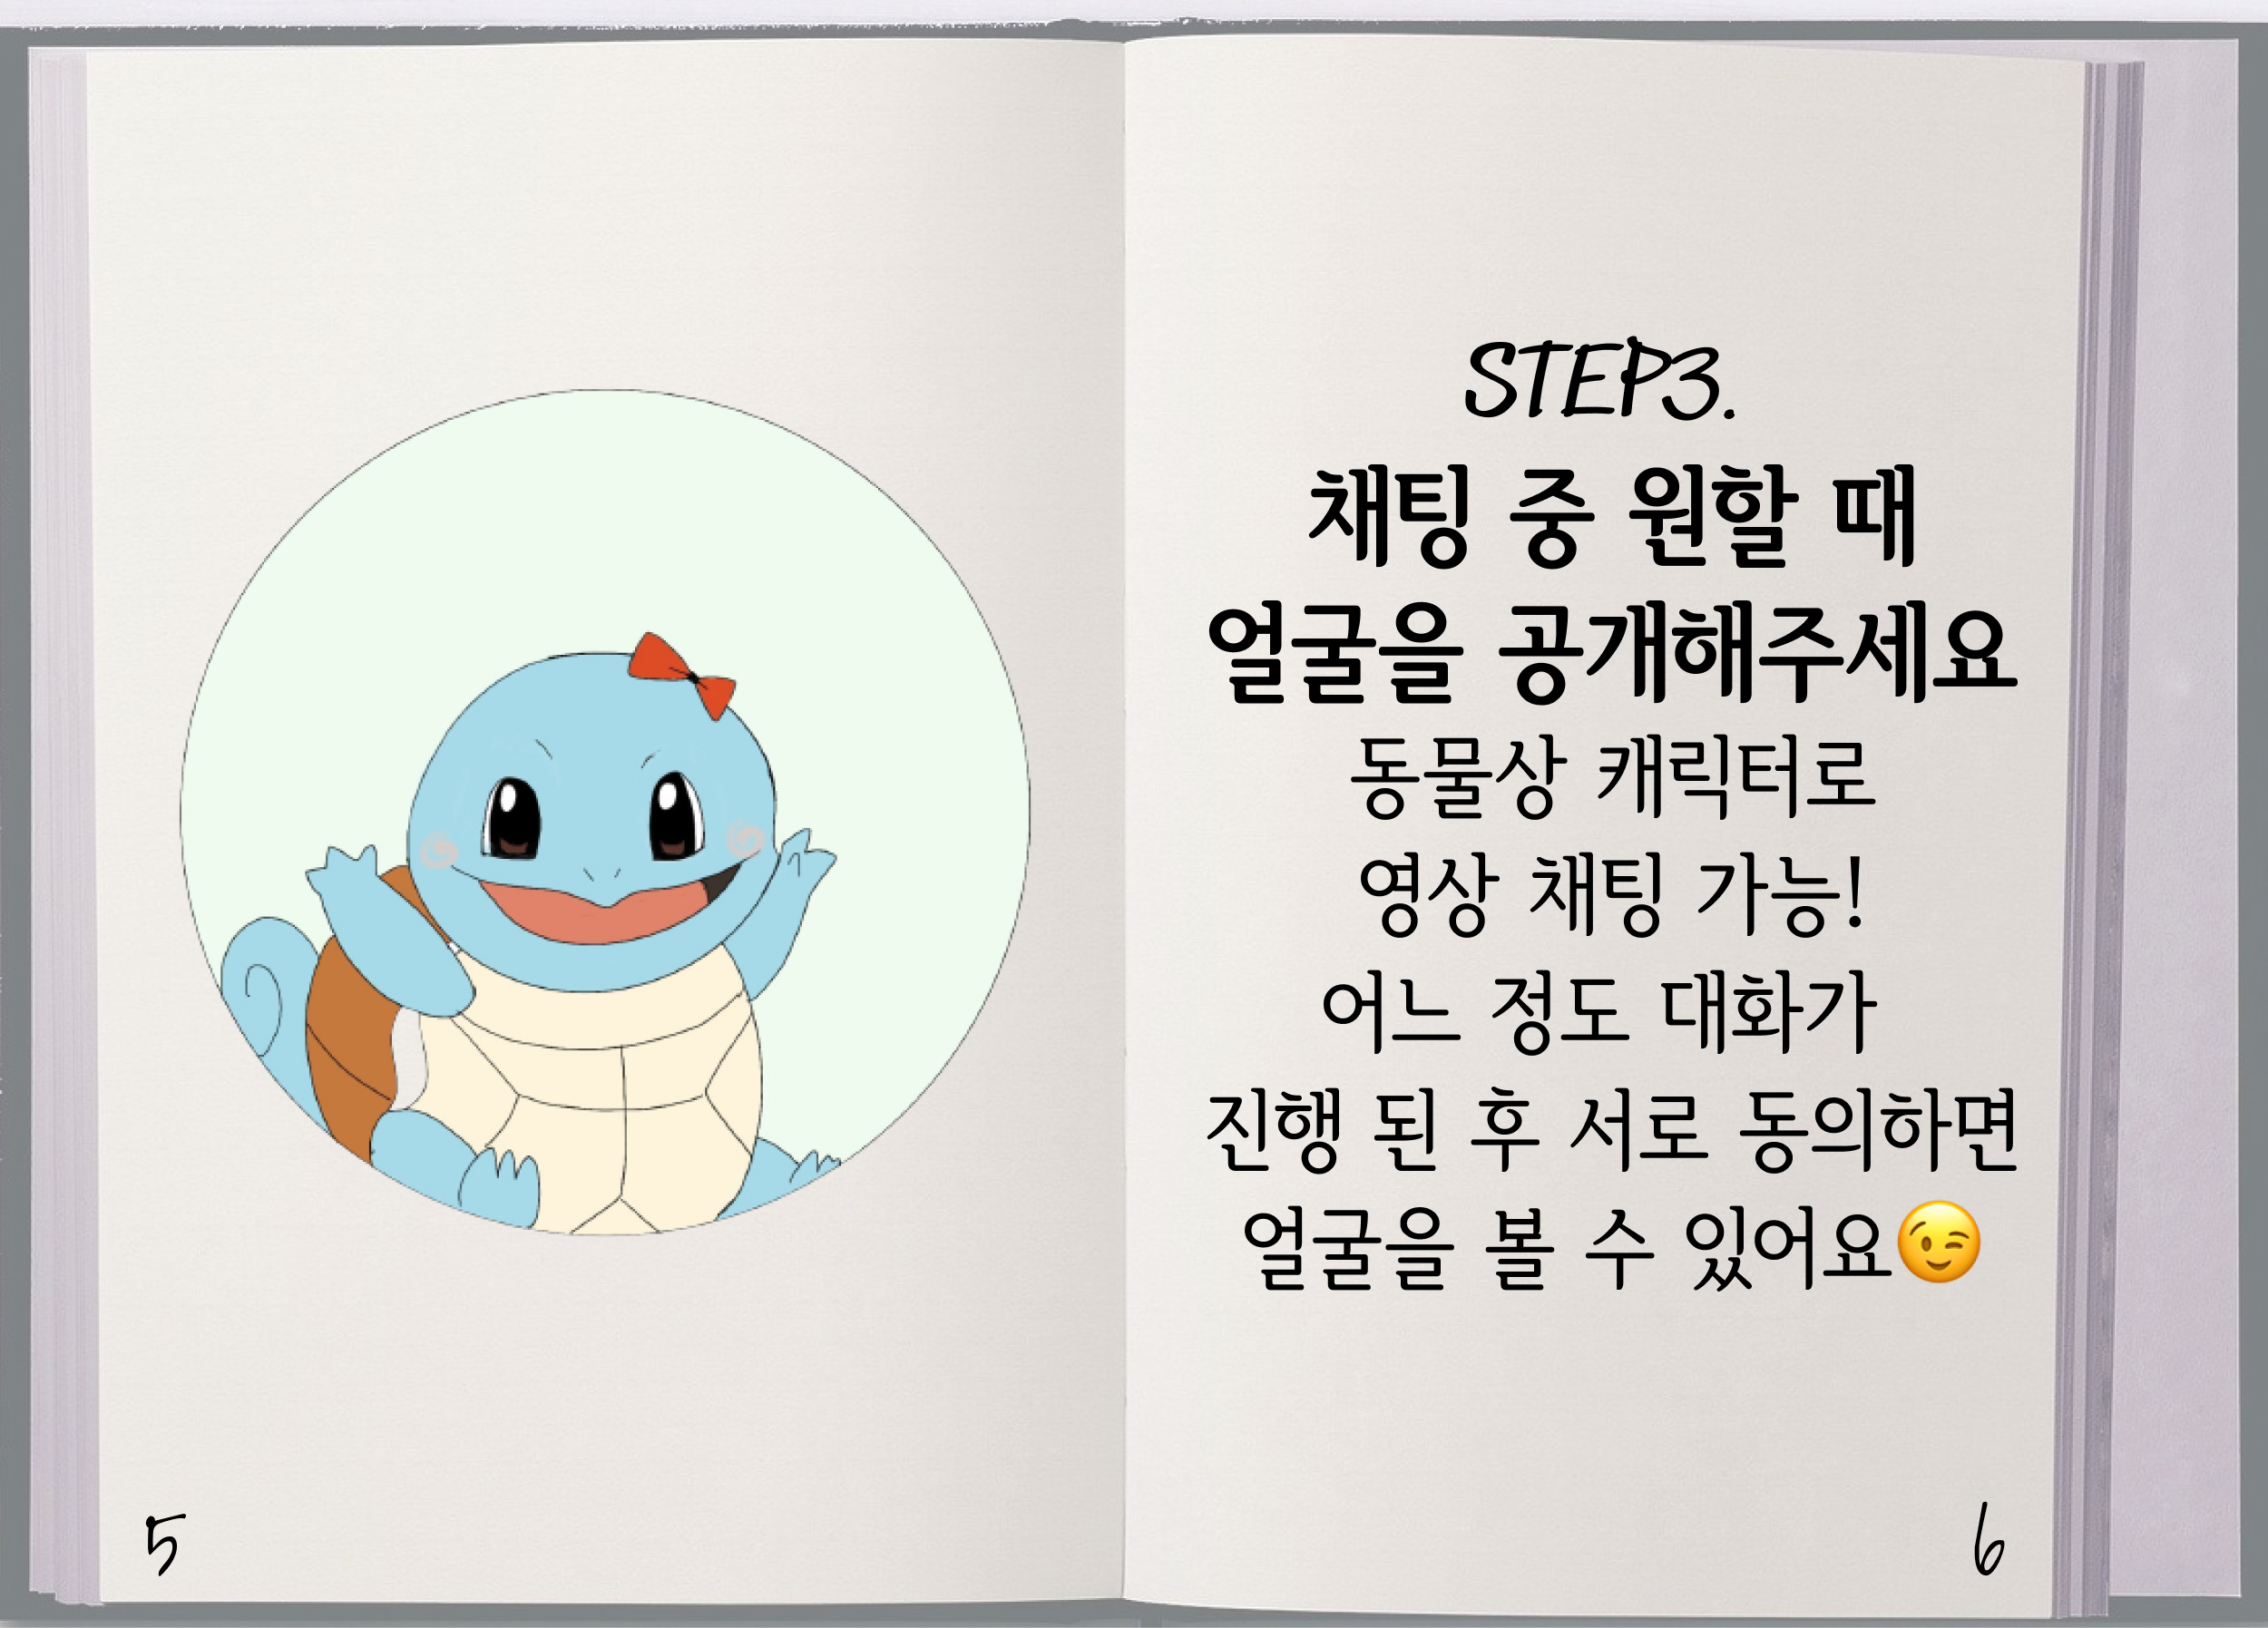 STEP3.
채팅 중 원할 때
얼굴을 공개해주세요
동물상 캐릭터로
영상 채팅 가능!
어느 정도 대화가
진행 된 후 서로 동의하면
얼굴을 볼 수 있어요😉
5
6